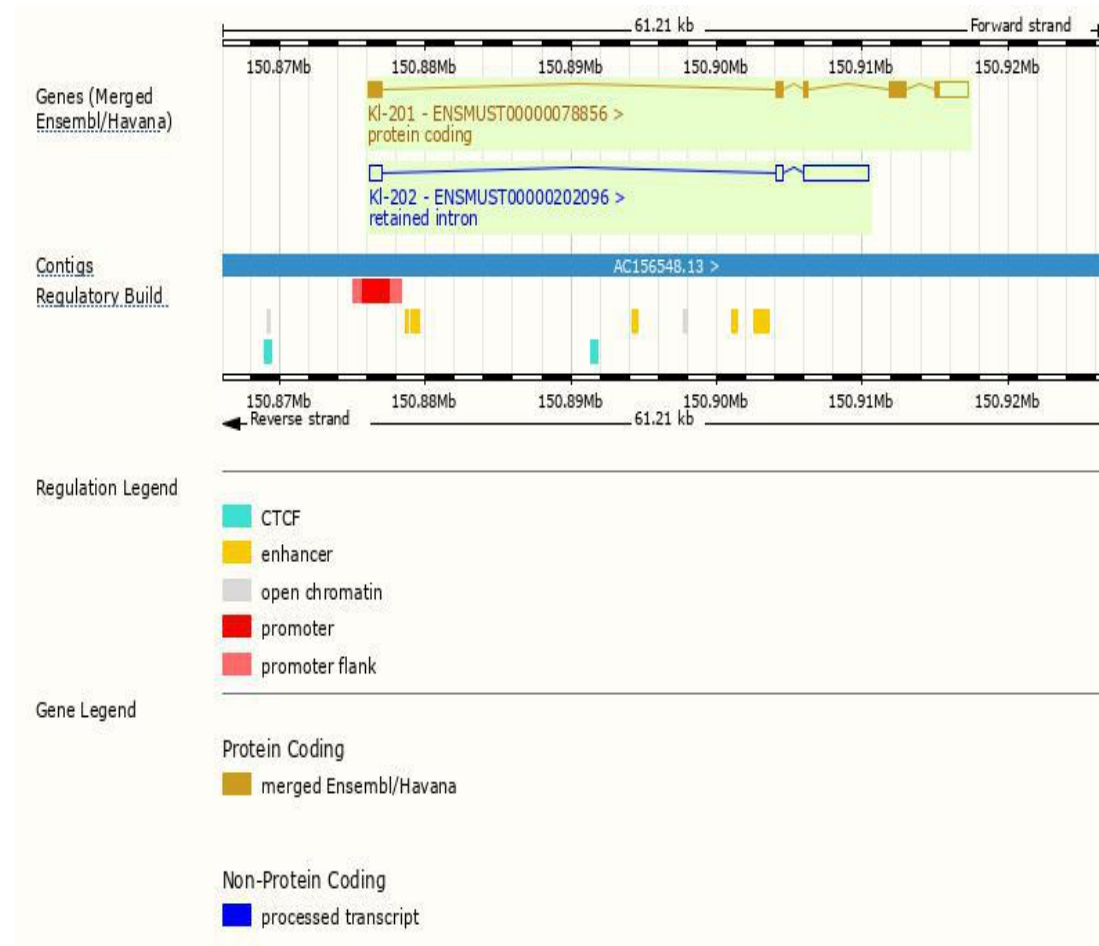 61.21 kb Forward strand
150.87Mb 150.88Mb 150.89Mb 150.90Mb 150.91Mb 150.92Mb
Genes (Merged
Ensembl/Havana)
Kl-201 - ENSMUST00000078856 >
protein coding
Kl-202 - ENSMUST00000202096 >
retained intron
Contigs
AC156548.13 >
Regulatory Build
150.87Mb 150.88Mb 150.89Mb 150.90Mb 150.91Mb 150.92Mb
Reverse strand 61.21 kb
Regulation Legend
CTCF
enhancer
open chromatin
promoter
promoter flank
Gene Legend
Protein Coding
merged Ensembl/Havana
Non-Protein Coding
processed transcript